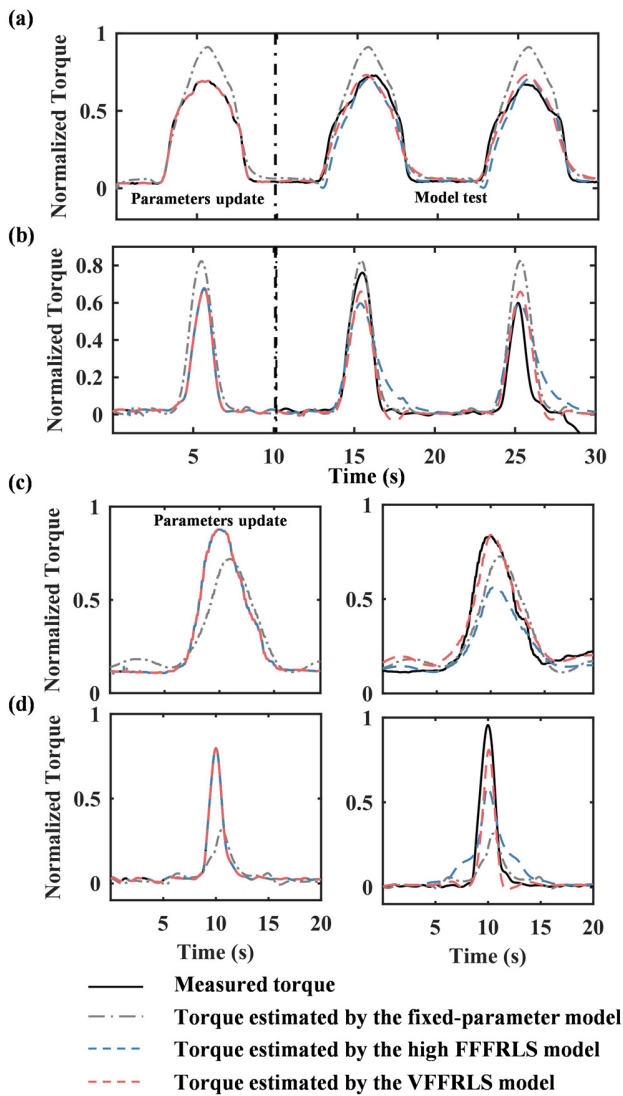 (a)
Normalized Torque
1
0.5
0
Parameters update
Model test
(b)
Normalized Torque
0.8
0.6
0.4
0.2
0
5 10 15 20 25 30
Time (s)
(c)
Normalized Torque
1
0.5
0
Parameters update
1
0.5
0
(d)
Normalized Torque
1
0.5
0
5 10 15 20
Time (s)
1
0.5
0
5 10 15 20
Time (s)
Measured torque
Torque estimated by the fixed-parameter model
Torque estimated by the high FFFRLS model
Torque estimated by the VFFRLS model